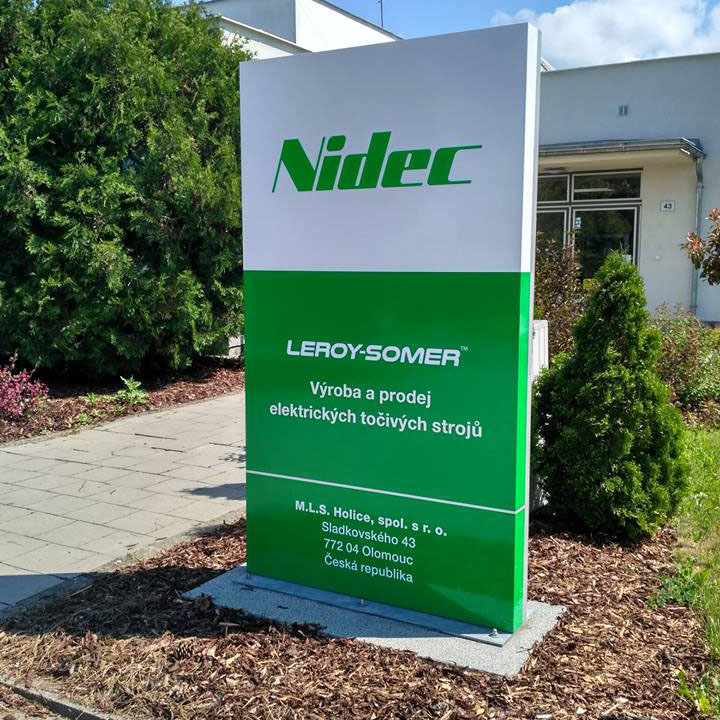 Nidec
LEROY-SOMER™
Výroba a prodej
elektrických točivých strojů
M.L.S. Holice, spol. s r. o.
Sladkovského 43
772 04 Olomouc
Česká republika
43